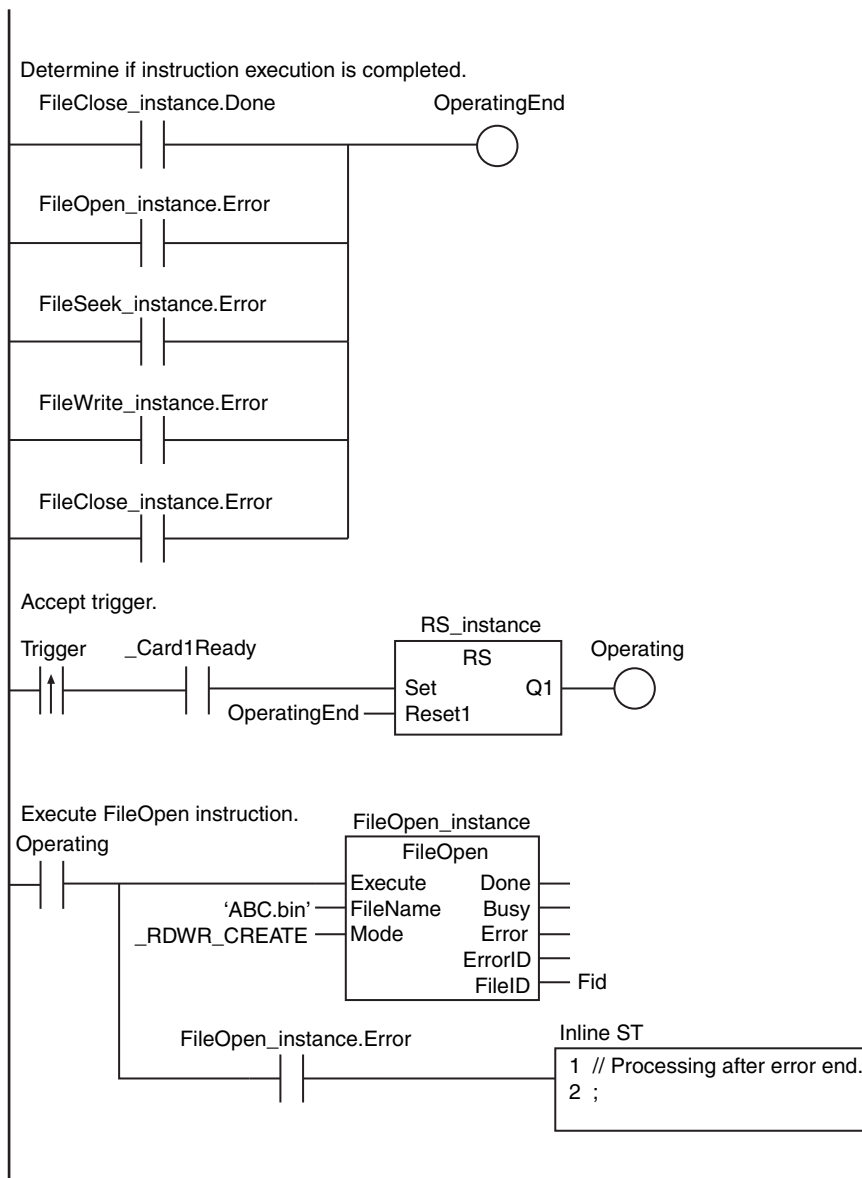 Determine if instruction execution is completed.
FileClose_instance.Done OperatingEnd
FileOpen_instance.Error
FileSeek_instance.Error
FileWrite_instance.Error
FileClose_instance.Error
Accept trigger.
RS_instance
Trigger _Card1Ready RS Operating
Set Q1
OperatingEnd Reset1
Execute FileOpen instruction.
FileOpen_instance
Operating FileOpen
Execute Done
‘ABC.bin’ FileName Busy
_RDWR_CREATE Mode Error
ErrorID
FileID Fid
FileOpen_instance.Error Inline ST
1 // Processing after error end.
2 ;